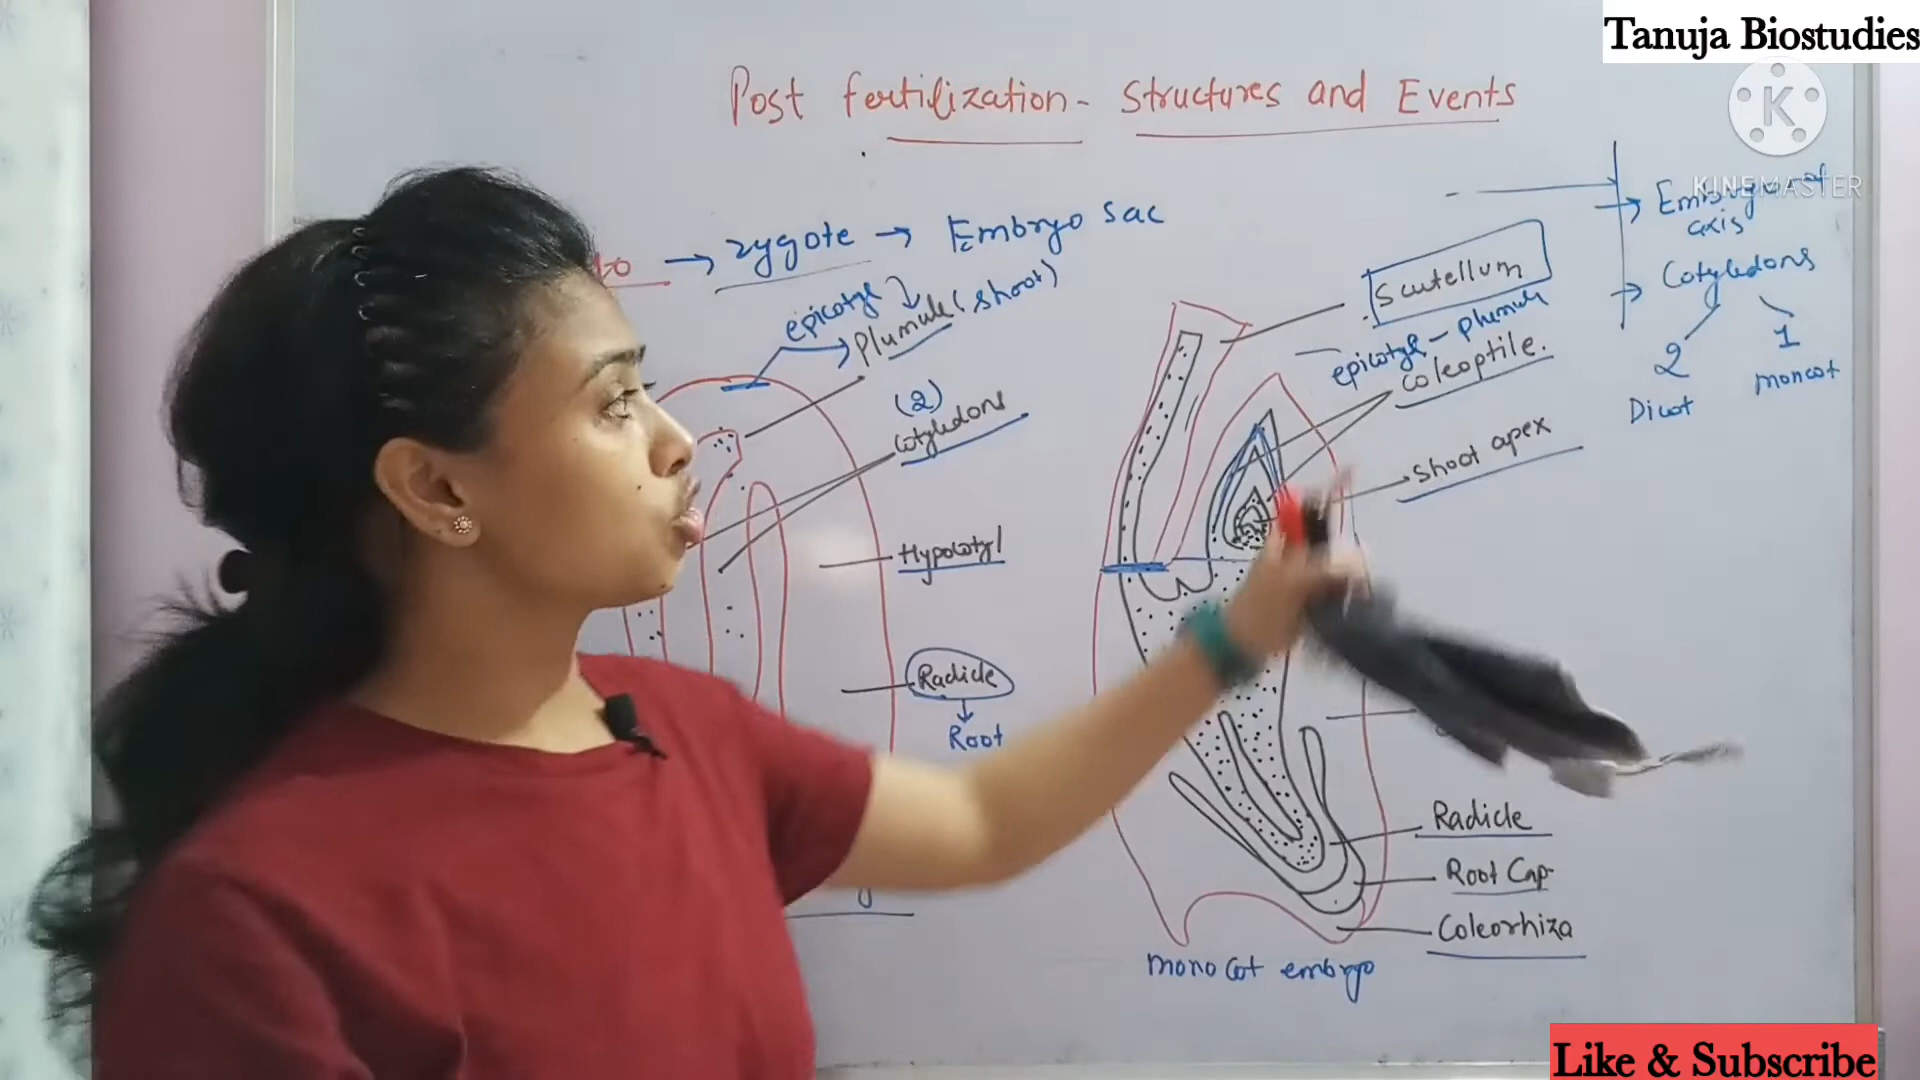 Tanuja Biostudies
Post fertilization - Structures and Events
K
KINEMASTER
→ zygote → Embryo sac
→ Embryonal
axis
→ Cotyledons
2
1
Dicot
moncot
epicotyl
Plumule (shoot)
(2)
Cotyledons
Hypocotyl
Radicle
Root
Scutellum
epicotyl - plumule
Coleoptile.
Shoot apex
Radicle
Root Cap
Coleorhiza
monocot embryo
Like & Subscribe